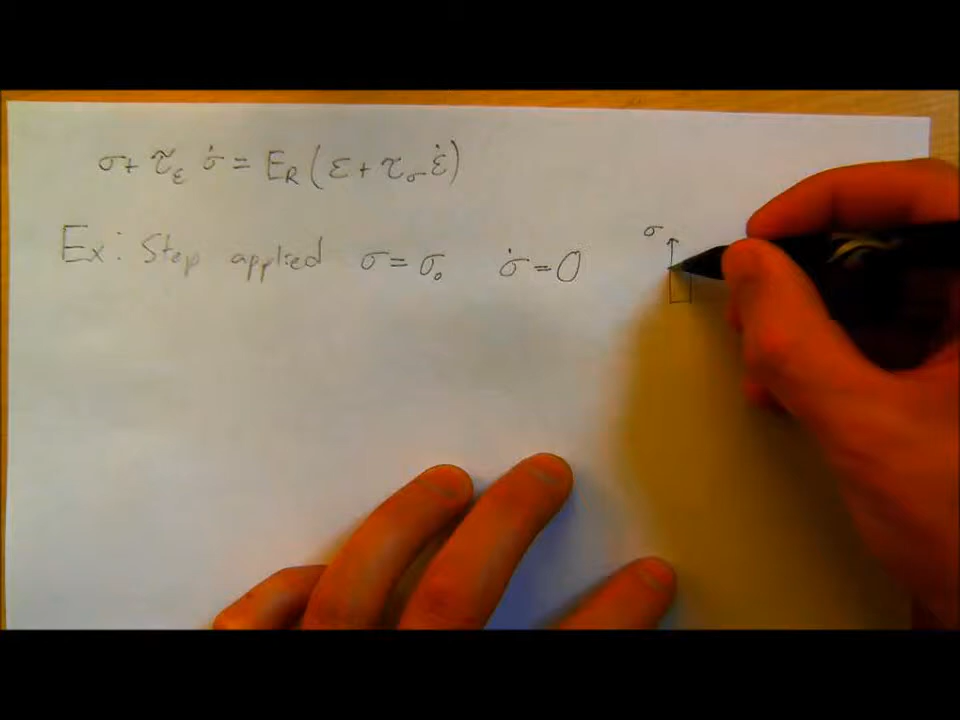 σ + τ_ε σ̇ = E_R (ε + τ_σ ε̇)
Ex: Step applied σ = σ₀ σ̇ = 0
σ